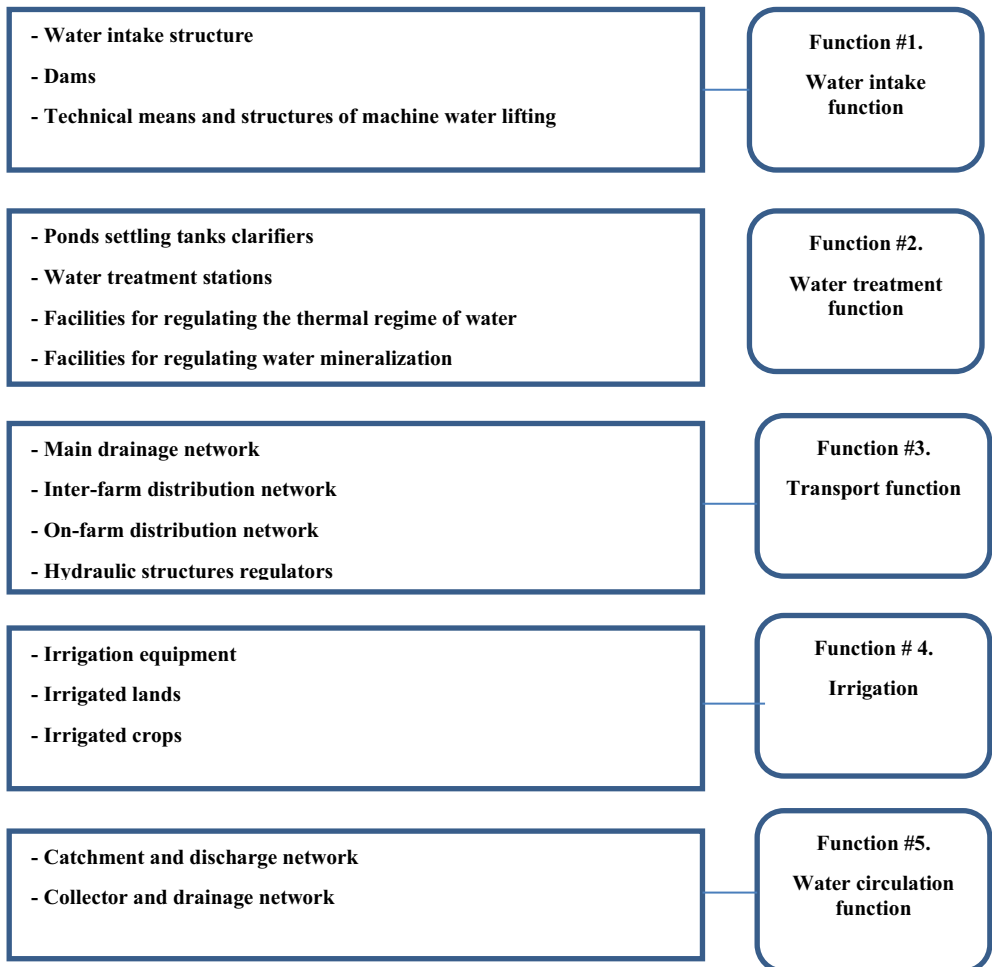 - Water intake structure
- Dams
- Technical means and structures of machine water lifting
Function #1.
Water intake
function
- Ponds settling tanks clarifiers
- Water treatment stations
- Facilities for regulating the thermal regime of water
- Facilities for regulating water mineralization
Function #2.
Water treatment
function
- Main drainage network
- Inter-farm distribution network
- On-farm distribution network
- Hydraulic structures regulators
Function #3.
Transport function
- Irrigation equipment
- Irrigated lands
- Irrigated crops
Function # 4.
Irrigation
- Catchment and discharge network
- Collector and drainage network
Function #5.
Water circulation
function